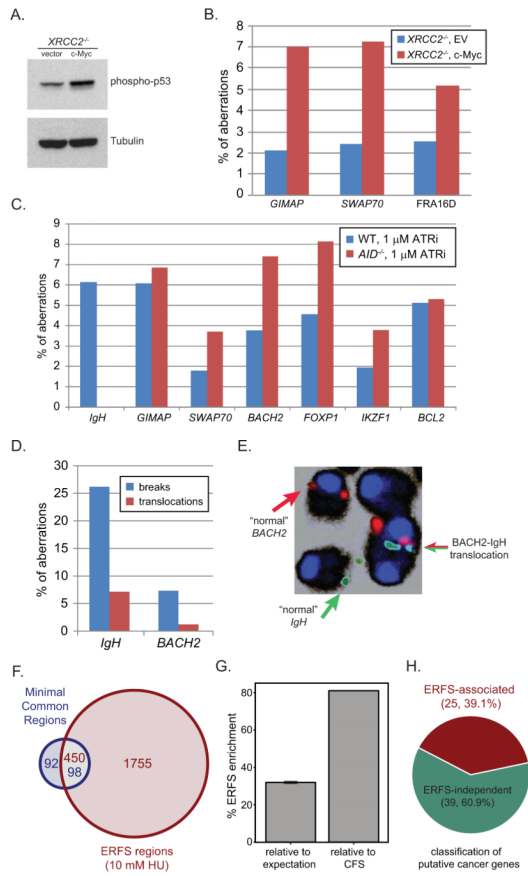 A.
XRCC2-/-
vector c-Myc
phospho-p53
Tubulin
B.
% of aberrations
8
7
6
5
4
3
2
1
0
XRCC2-/-, EV
XRCC2-/-, c-Myc
GIMAP SWAP70 FRA16D
C.
% of aberrations
9
8
7
6
5
4
3
2
1
0
WT, 1 μM ATRi
AID-/-, 1 μM ATRi
IgH GIMAP SWAP70 BACH2 FOXP1 IKZF1 BCL2
D.
% of aberrations
30
25
20
15
10
5
0
breaks
translocations
IgH BACH2
E.
"normal"
BACH2
BACH2-IgH
translocation
"normal"
IgH
F.
Minimal
Common
Regions
92
450
98
1755
ERFS regions
(10 mM HU)
G.
% ERFS enrichment
80
60
40
20
0
relative to
expectation
relative to
CFS
H.
ERFS-associated
(25, 39.1%)
ERFS-independent
(39, 60.9%)
classification of
putative cancer genes